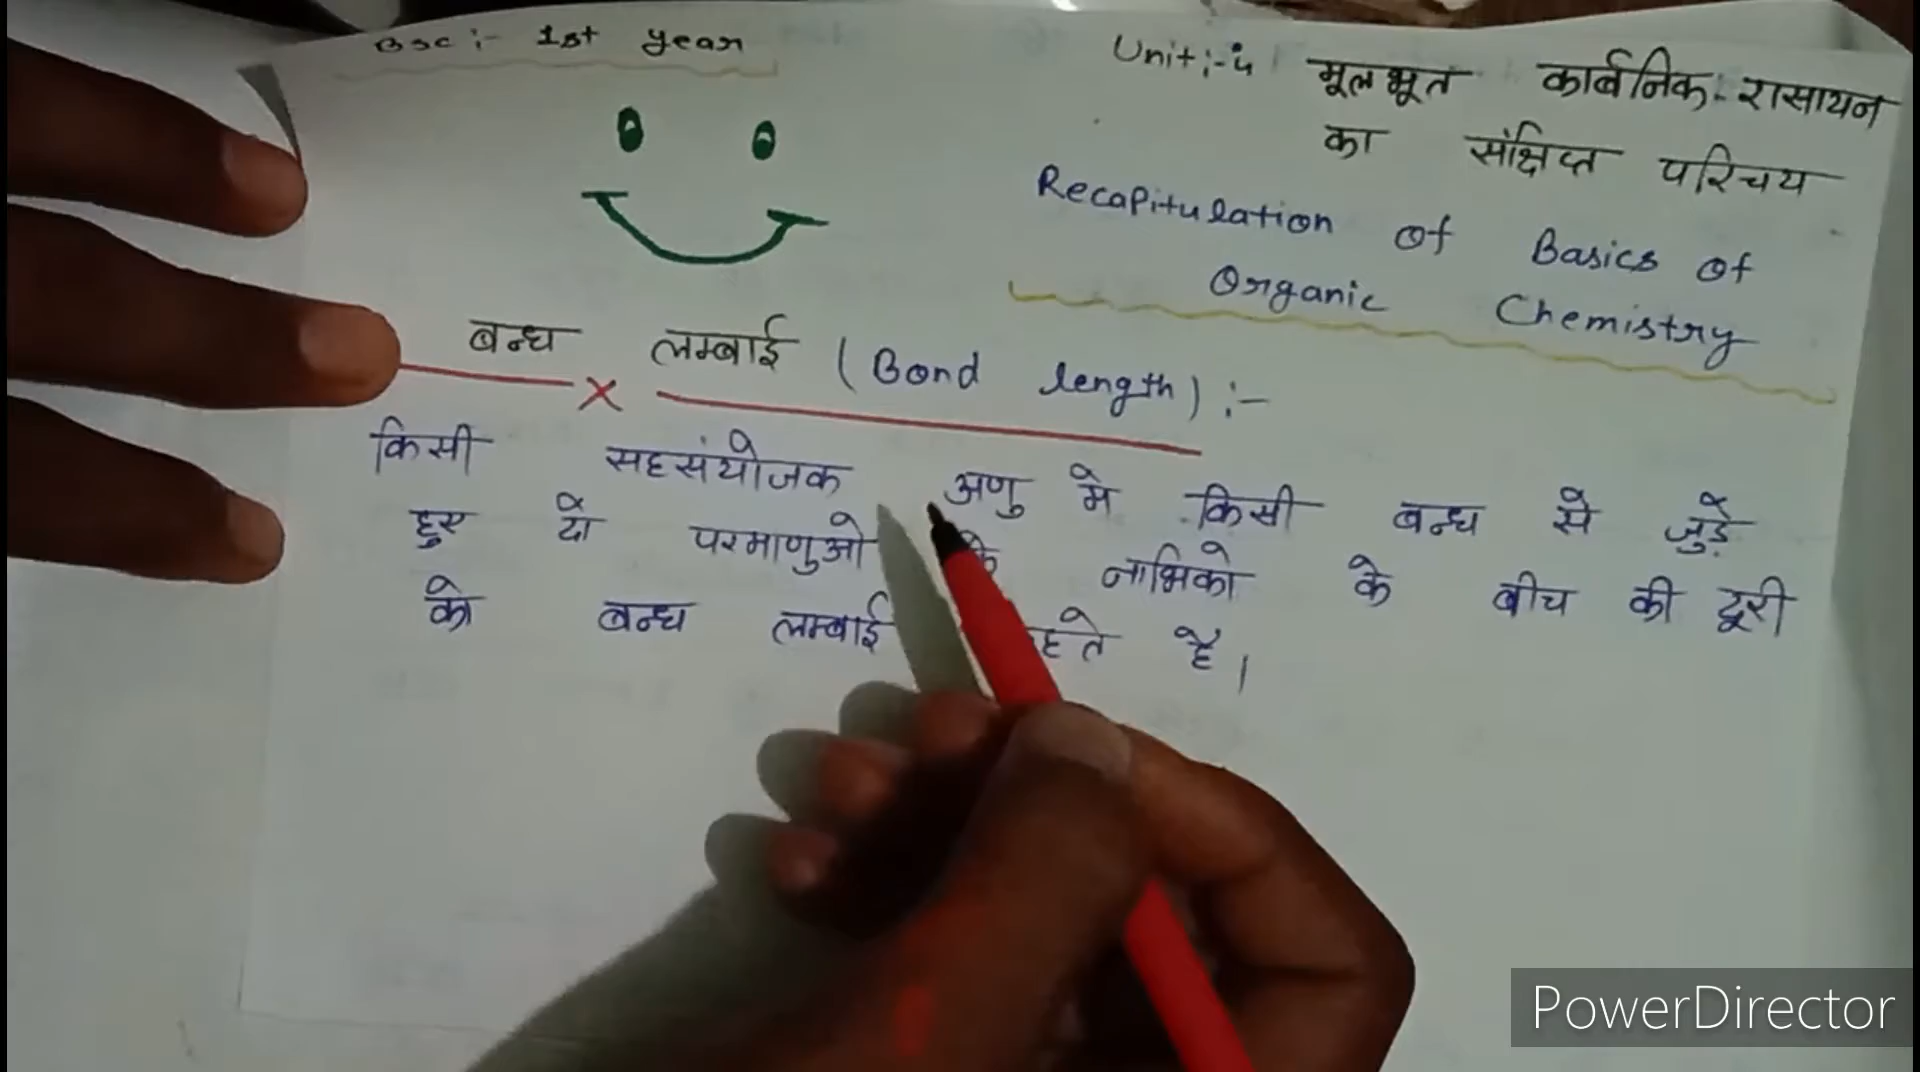 Bsc :- 1st year
Unit :- 4 मूलभूत कार्बनिक-रासायन
का संक्षिप्त परिचय
Recapitulation of Basics of
Organic Chemistry
बन्ध लम्बाई (Bond length) :-
किसी सहसंयोजक अणु मे किसी बन्ध से जुड़े
हुए दो परमाणुओ के नाभिको के बीच की दूरी
को बन्ध लम्बाई है।
PowerDirector